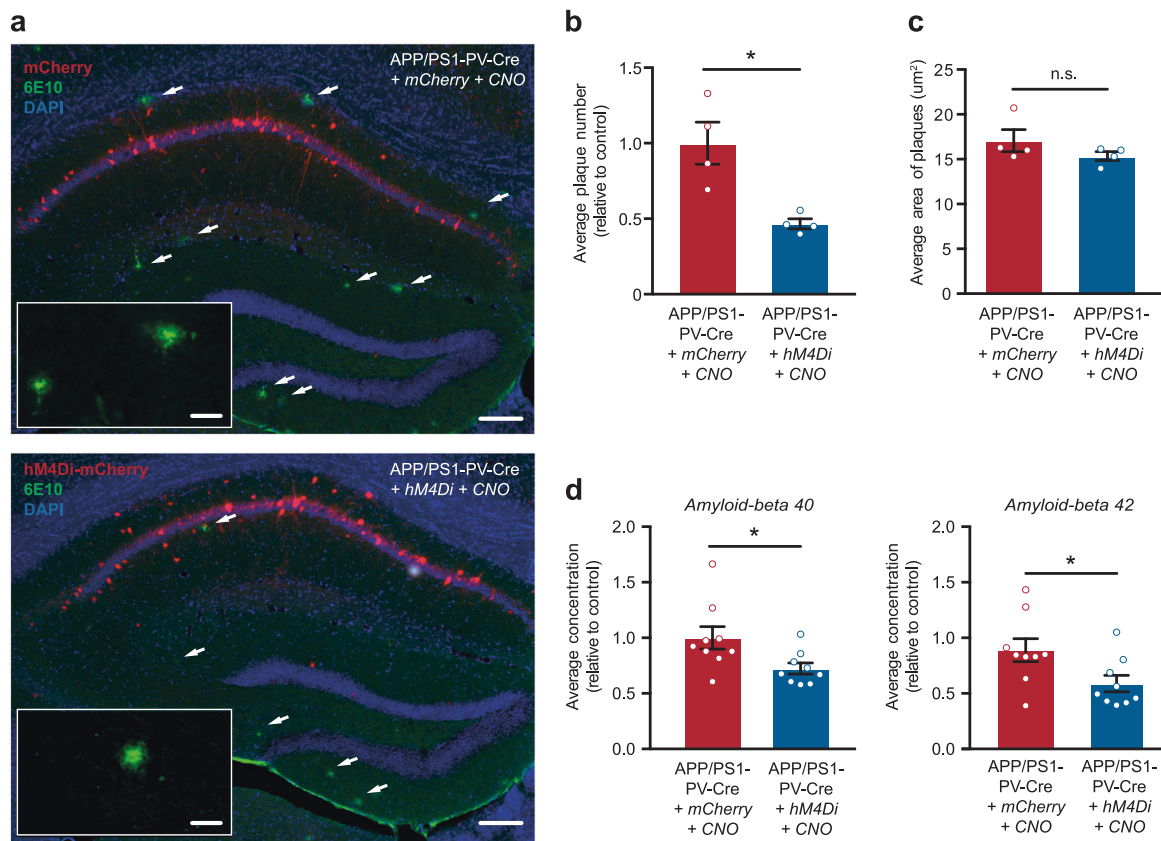 a
mCherry
6E10
DAPI
APP/PS1-PV-Cre
+ mCherry + CNO
hM4Di-mCherry
6E10
DAPI
APP/PS1-PV-Cre
+ hM4Di + CNO
b
Average plaque number
(relative to control)
1.5
1.0
0.5
0.0
*
APP/PS1-
PV-Cre
+ mCherry
+ CNO
APP/PS1-
PV-Cre
+ hM4Di
+ CNO
c
Average area of plaques (um²)
25
20
15
10
5
0
n.s.
APP/PS1-
PV-Cre
+ mCherry
+ CNO
APP/PS1-
PV-Cre
+ hM4Di
+ CNO
d
Amyloid-beta 40
Average concentration
(relative to control)
2.0
1.5
1.0
0.5
0.0
*
APP/PS1-
PV-Cre
+ mCherry
+ CNO
APP/PS1-
PV-Cre
+ hM4Di
+ CNO
Amyloid-beta 42
Average concentration
(relative to control)
2.0
1.5
1.0
0.5
0.0
*
APP/PS1-
PV-Cre
+ mCherry
+ CNO
APP/PS1-
PV-Cre
+ hM4Di
+ CNO